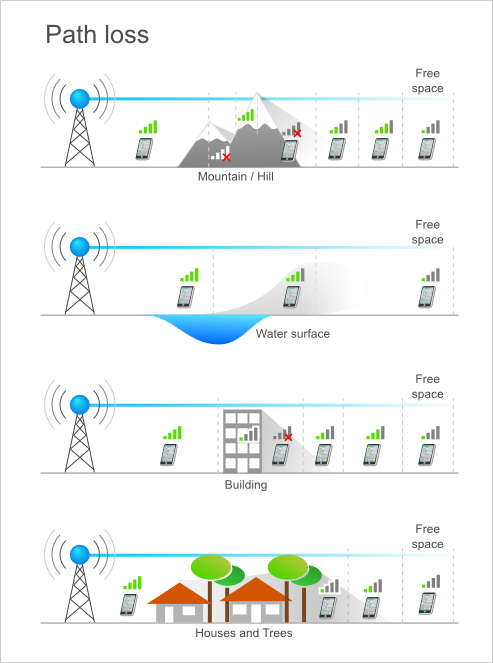 Path loss
Free
space
Mountain / Hill
Free
space
Water surface
Free
space
Building
Free
space
Houses and Trees